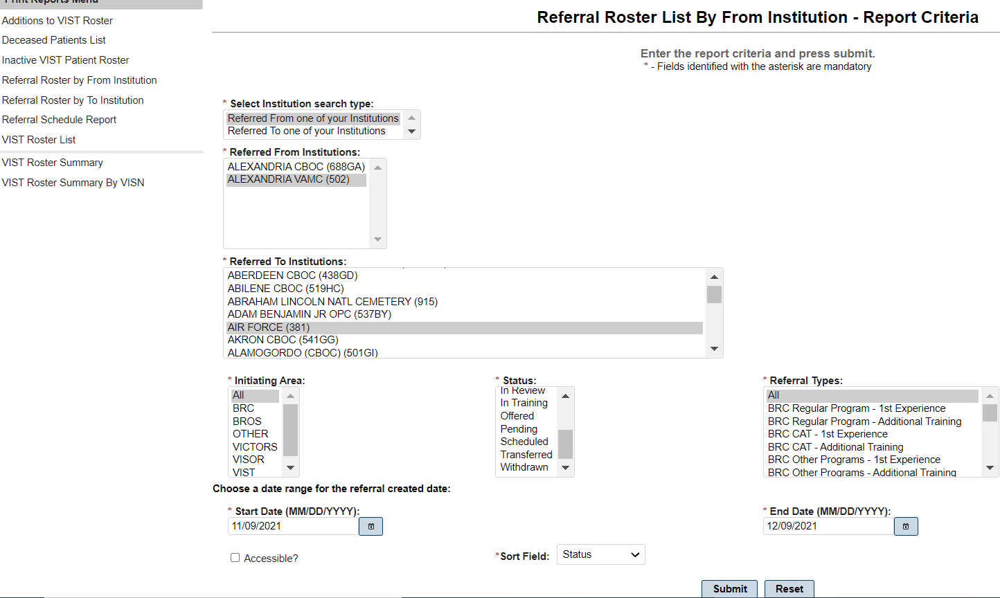 Print Reports Menu
Additions to VIST Roster
Deceased Patients List
Inactive VIST Patient Roster
Referral Roster by From Institution
Referral Roster by To Institution
Referral Schedule Report
VIST Roster List
VIST Roster Summary
VIST Roster Summary By VISN
Referral Roster List By From Institution - Report Criteria
Enter the report criteria and press submit.
* - Fields identified with the asterisk are mandatory
* Select Institution search type:
Referred From one of your Institutions
Referred To one of your Institutions
* Referred From Institutions:
ALEXANDRIA CBOC (688GA)
ALEXANDRIA VAMC (502)
* Referred To Institutions:
ABERDEEN CBOC (438GD)
ABILENE CBOC (519HC)
ABRAHAM LINCOLN NATL CEMETERY (915)
ADAM BENJAMIN JR OPC (537BY)
AIR FORCE (381)
AKRON CBOC (541GG)
ALAMOGORDO (CBOC) (501GI)
* Initiating Area:
All
BRC
BROS
OTHER
VICTORS
VISOR
VIST
* Status:
In Review
In Training
Offered
Pending
Scheduled
Transferred
Withdrawn
* Referral Types:
All
BRC Regular Program - 1st Experience
BRC Regular Program - Additional Training
BRC CAT - 1st Experience
BRC CAT - Additional Training
BRC Other Programs - 1st Experience
BRC Other Programs - Additional Training
Choose a date range for the referral created date:
* Start Date (MM/DD/YYYY):
11/09/2021
* End Date (MM/DD/YYYY):
12/09/2021
Accessible?
*Sort Field: Status
Submit Reset